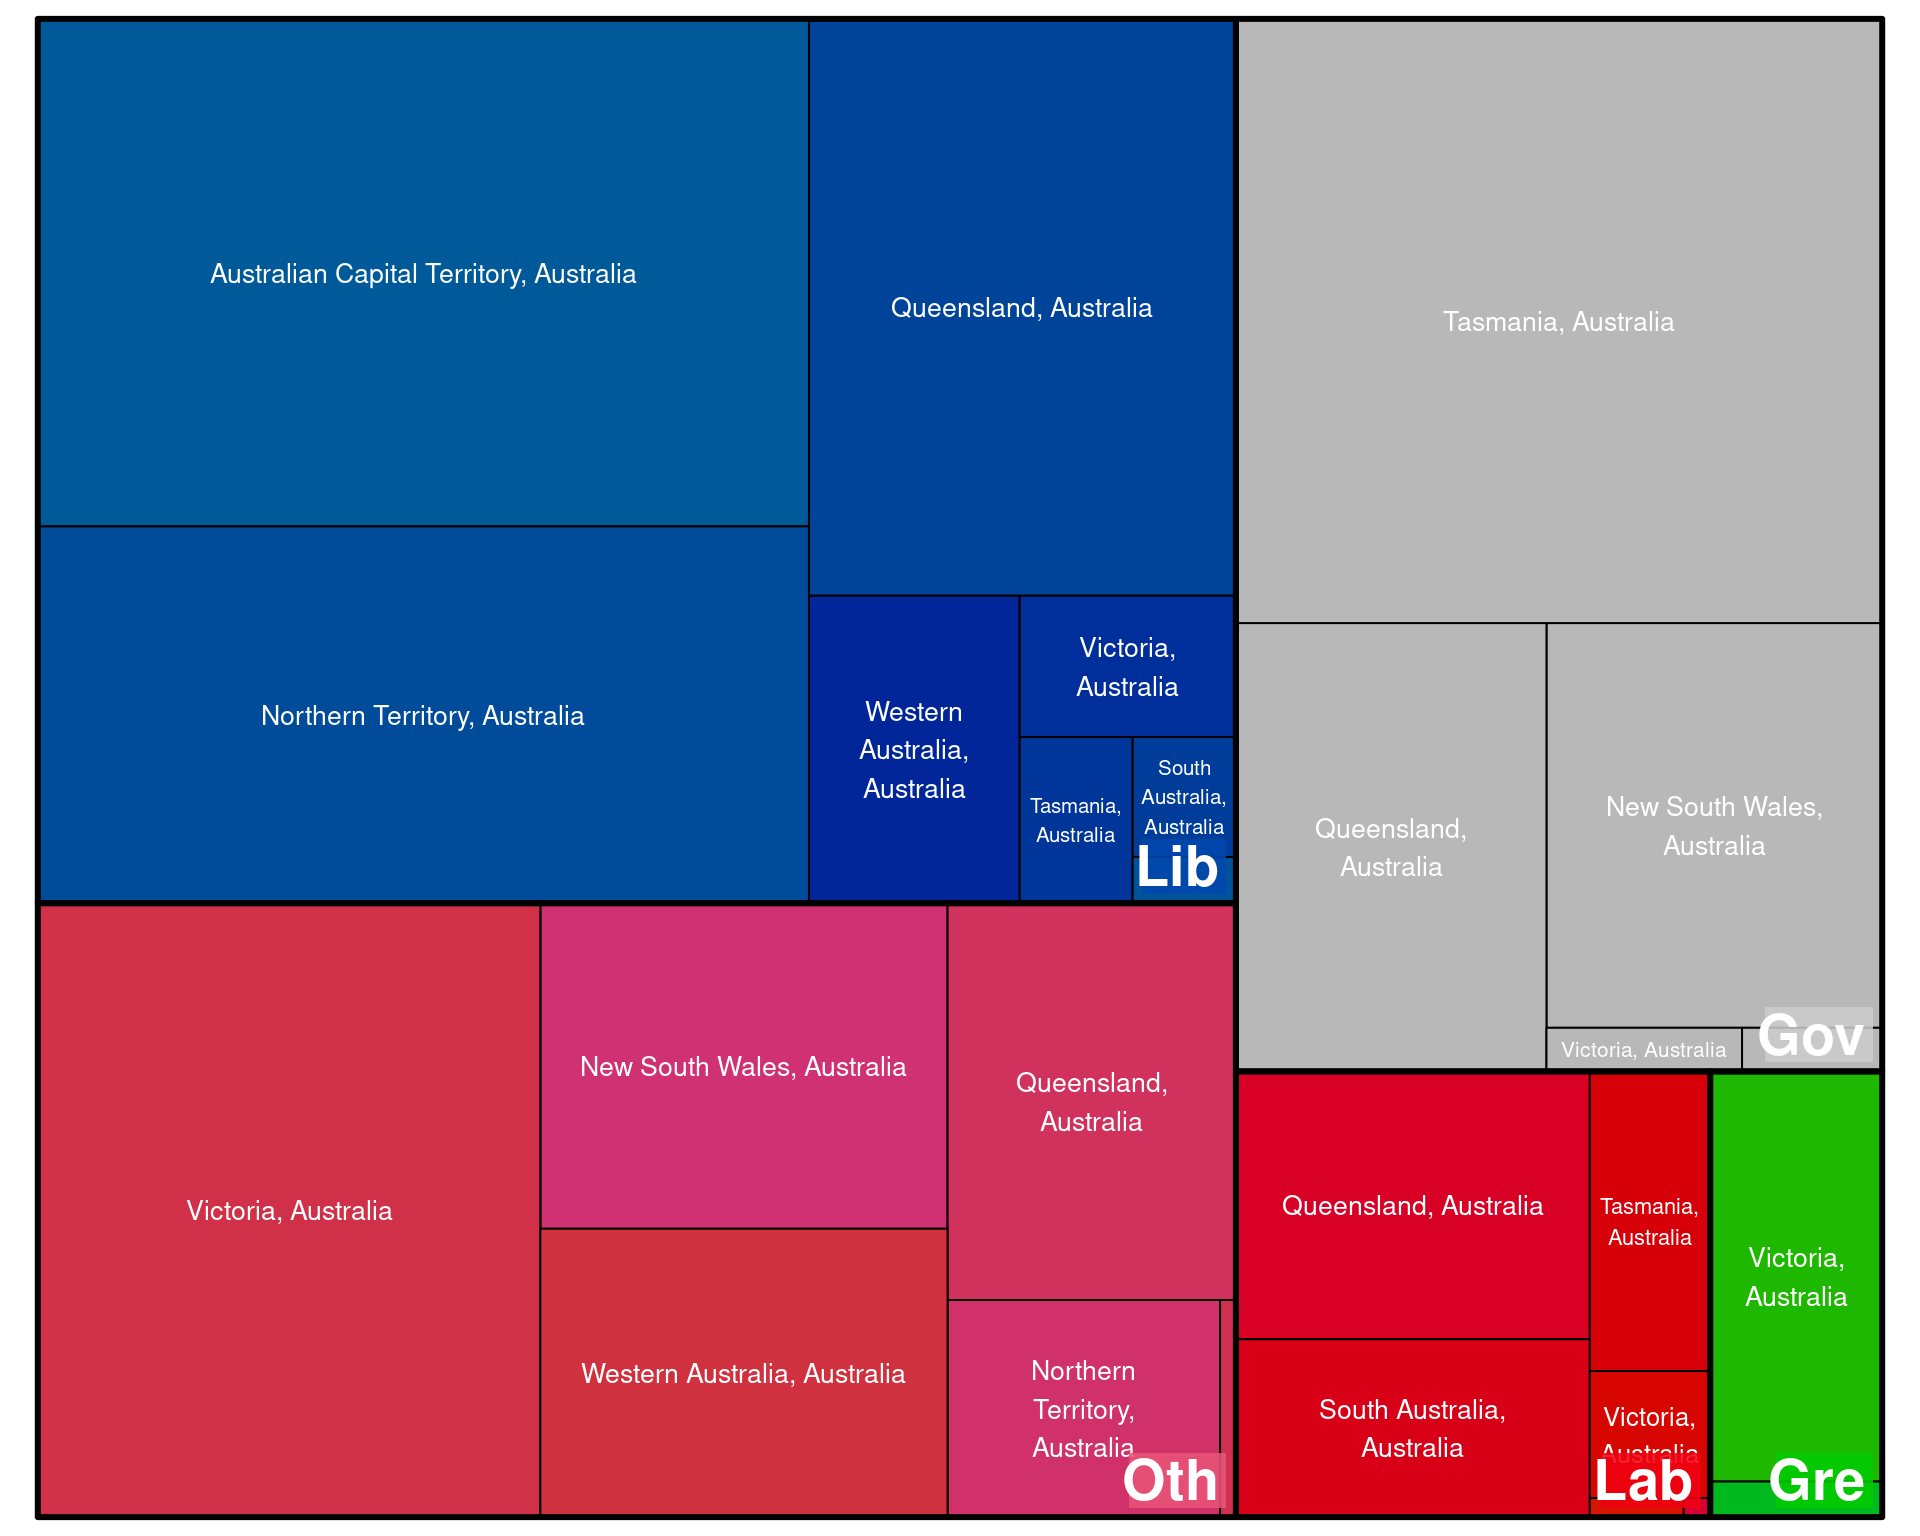 Australian Capital Territory, Australia
Northern Territory, Australia
Queensland, Australia
Western
Australia,
Australia
Victoria,
Australia
Tasmania,
Australia
South
Australia,
Australia
Lib
Tasmania, Australia
Queensland,
Australia
New South Wales,
Australia
Victoria, Australia
Gov
Victoria, Australia
New South Wales, Australia
Western Australia, Australia
Queensland,
Australia
Northern
Territory,
Australia
Oth
Queensland, Australia
South Australia,
Australia
Tasmania,
Australia
Victoria,
Australia
Lab
Victoria,
Australia
Gre